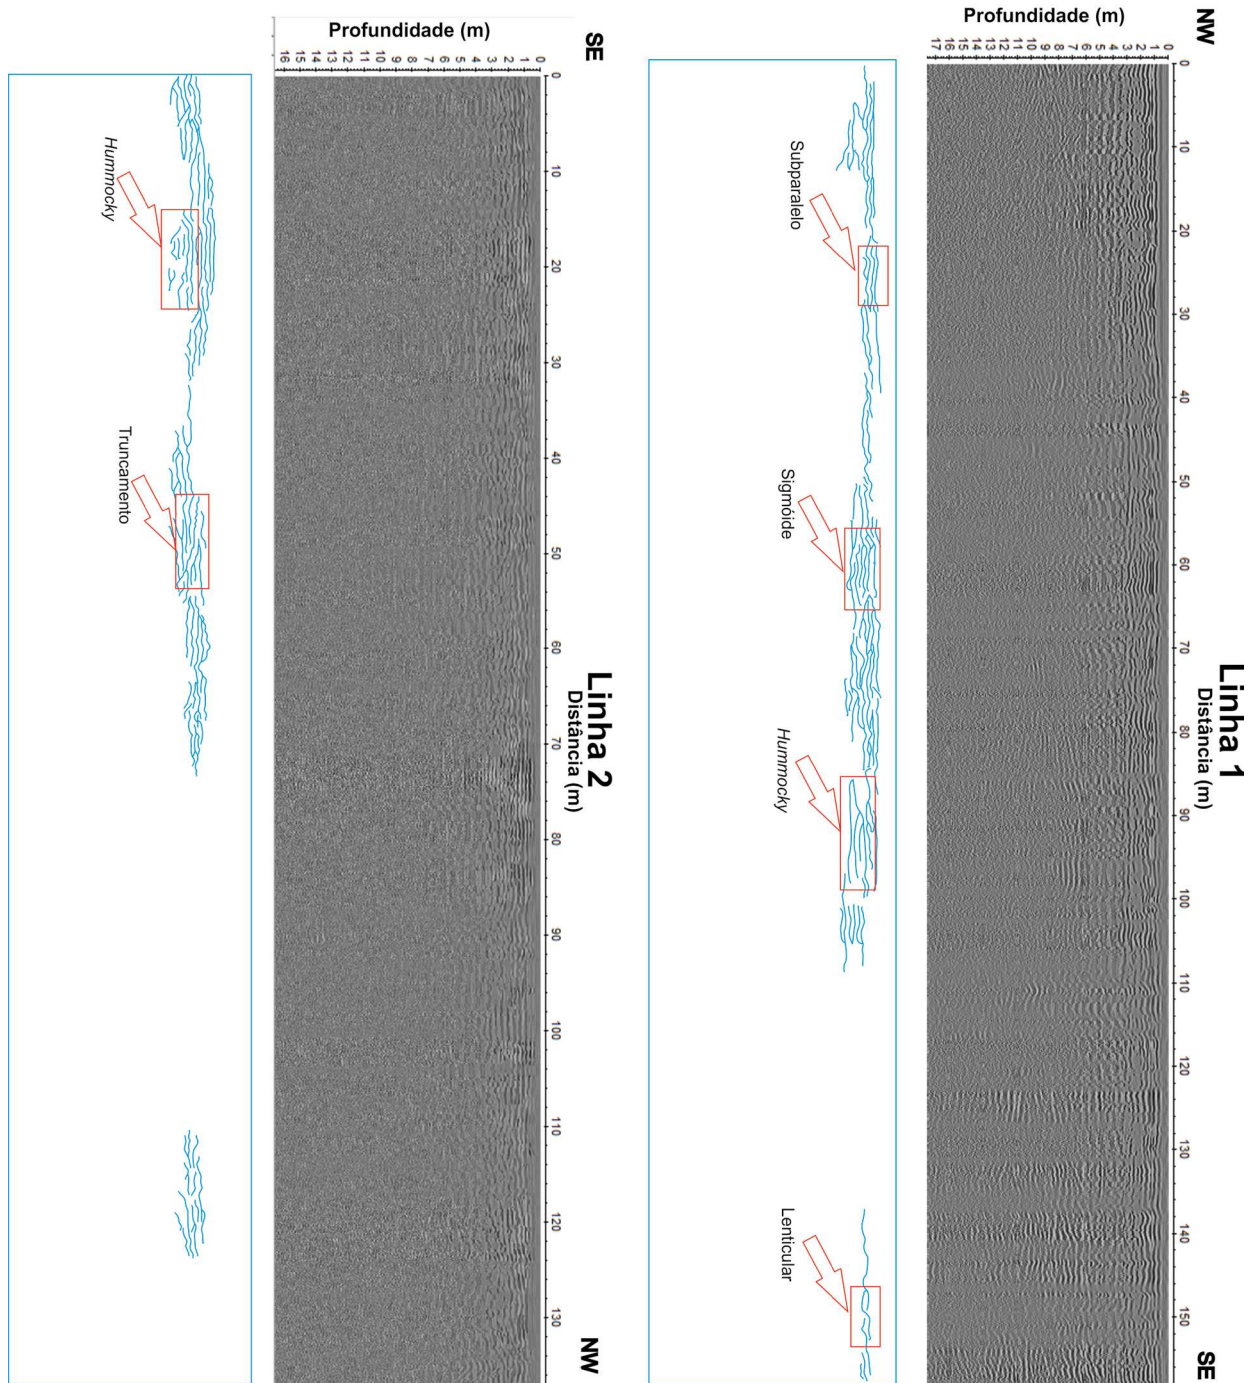 Linha 1
Distância (m)
NW
SE
0 10 20 30 40 50 60 70 80 90 100 110 120 130 140 150
Profundidade (m)
0 1 2 3 4 5 6 7 8 9 10 11 12 13 14 15 16 17
Subparalelo
Sigmóide
Hummocky
Lenticular
Linha 2
Distância (m)
SE
NW
0 10 20 30 40 50 60 70 80 90 100 110 120 130
Profundidade (m)
0 1 2 3 4 5 6 7 8 9 10 11 12 13 14 15 16
Hummocky
Truncamento